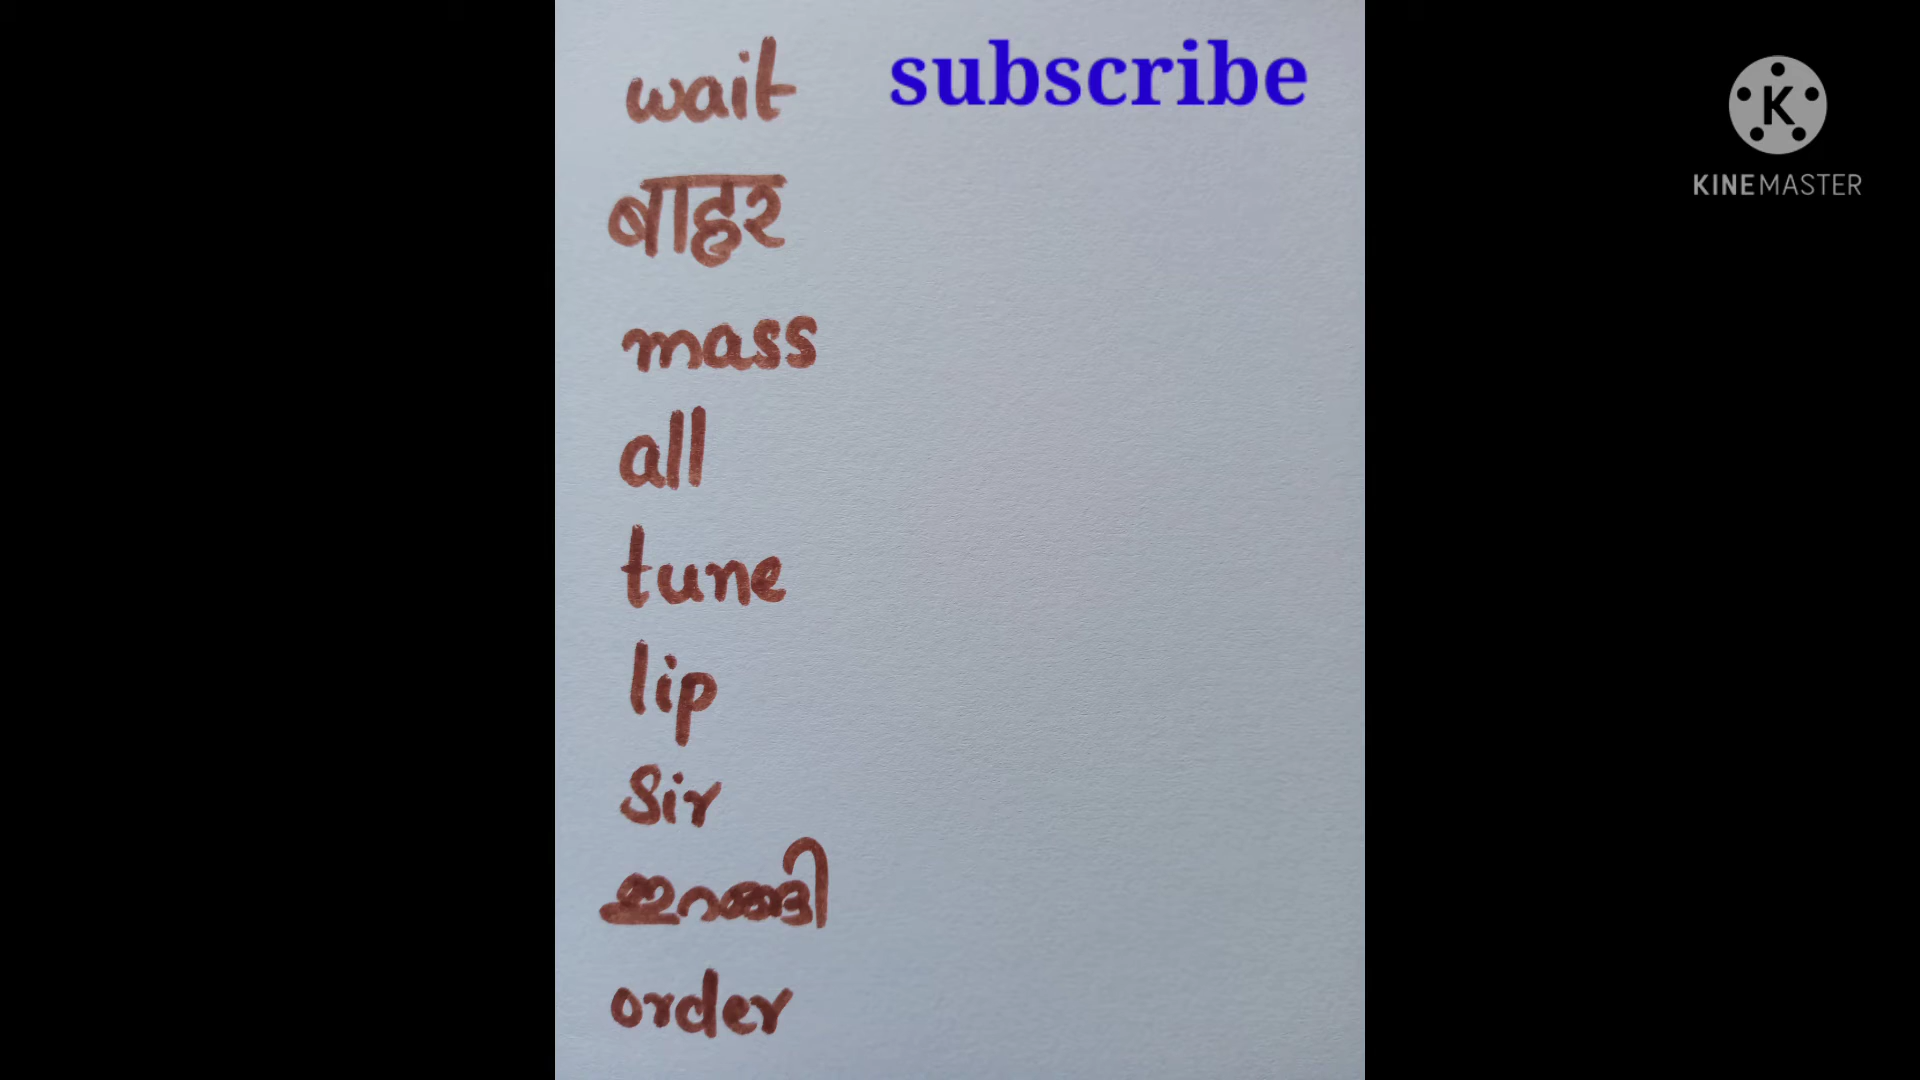 wait subscribe
बाहर
mass
all
tune
lip
Sir
ഇറങ്ങി
order
K
KINEMASTER